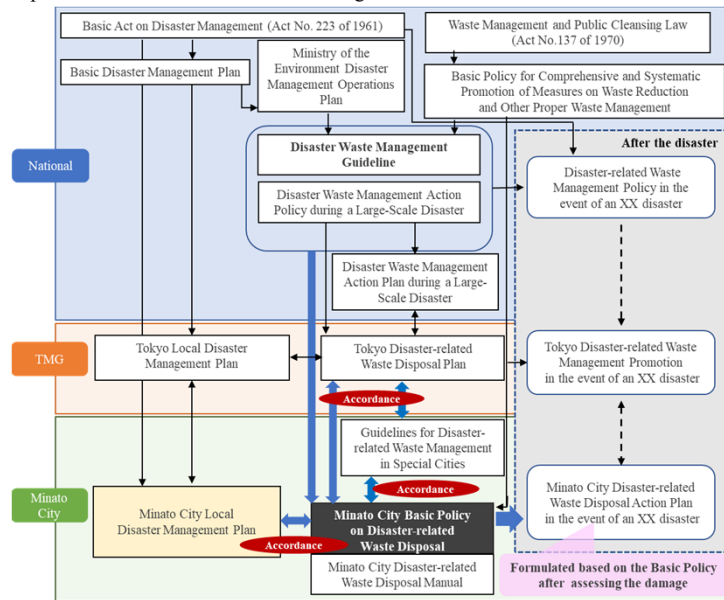 Basic Act on Disaster Management (Act No. 223 of 1961)
Waste Management and Public Cleansing Law
(Act No.137 of 1970)
Basic Disaster Management Plan
Ministry of the
Environment Disaster
Management Operations
Plan
Basic Policy for Comprehensive and Systematic
Promotion of Measures on Waste Reduction
and Other Proper Waste Management
National
Disaster Waste Management
Guideline
Disaster Waste Management Action
Policy during a Large-Scale Disaster
Disaster Waste Management
Action Plan during a Large-
Scale Disaster
After the disaster
Disaster-related Waste
Management Policy in the
event of an XX disaster
TMG
Tokyo Local Disaster
Management Plan
Tokyo Disaster-related
Waste Disposal Plan
Tokyo Disaster-related Waste
Management Promotion
in the event of an XX disaster
Accordance
Guidelines for Disaster-
related Waste Management
in Special Cities
Accordance
Minato
City
Minato City Local
Disaster Management Plan
Accordance
Minato City Basic Policy
on Disaster-related
Waste Disposal
Minato City Disaster-related
Waste Disposal Manual
Minato City Disaster-related
Waste Disposal Action Plan
in the event of an XX disaster
Formulated based on the Basic Policy
after assessing the damage